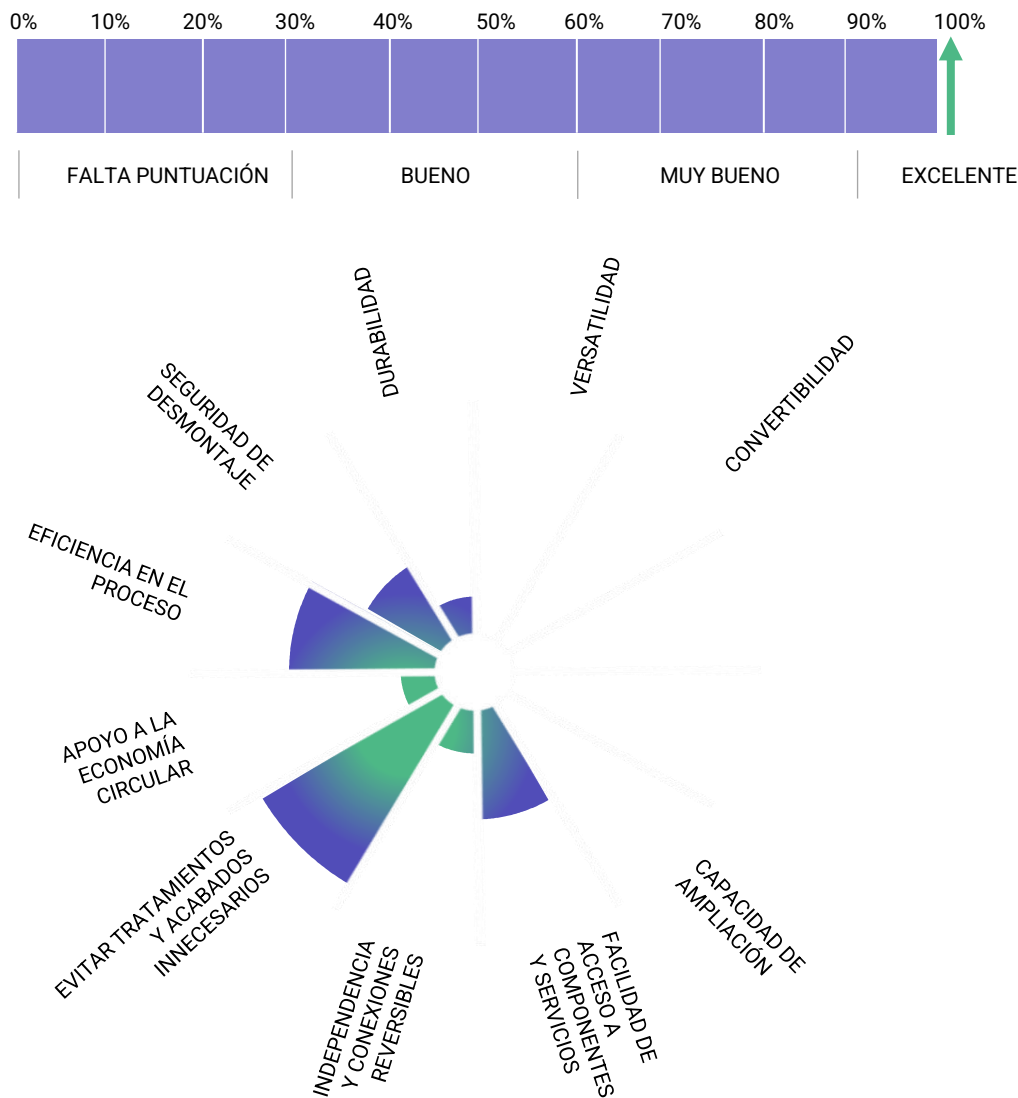 0% 10% 20% 30% 40% 50% 60% 70% 80% 90% 100%
FALTA PUNTUACIÓN BUENO MUY BUENO EXCELENTE
DURABILIDAD
VERSATILIDAD
CONVERTIBILIDAD
SEGURIDAD DE
DESMONTAJE
EFICIENCIA EN EL
PROCESO
APOYO A LA
ECONOMÍA
CIRCULAR
EVITAR TRATAMIENTOS
Y ACABADOS
INNECESARIOS
INDEPENDENCIA
Y CONEXIONES
REVERSIBLES
FACILIDAD DE
ACCESO A
COMPONENTES
Y SERVICIOS
CAPACIDAD DE
AMPLIACIÓN